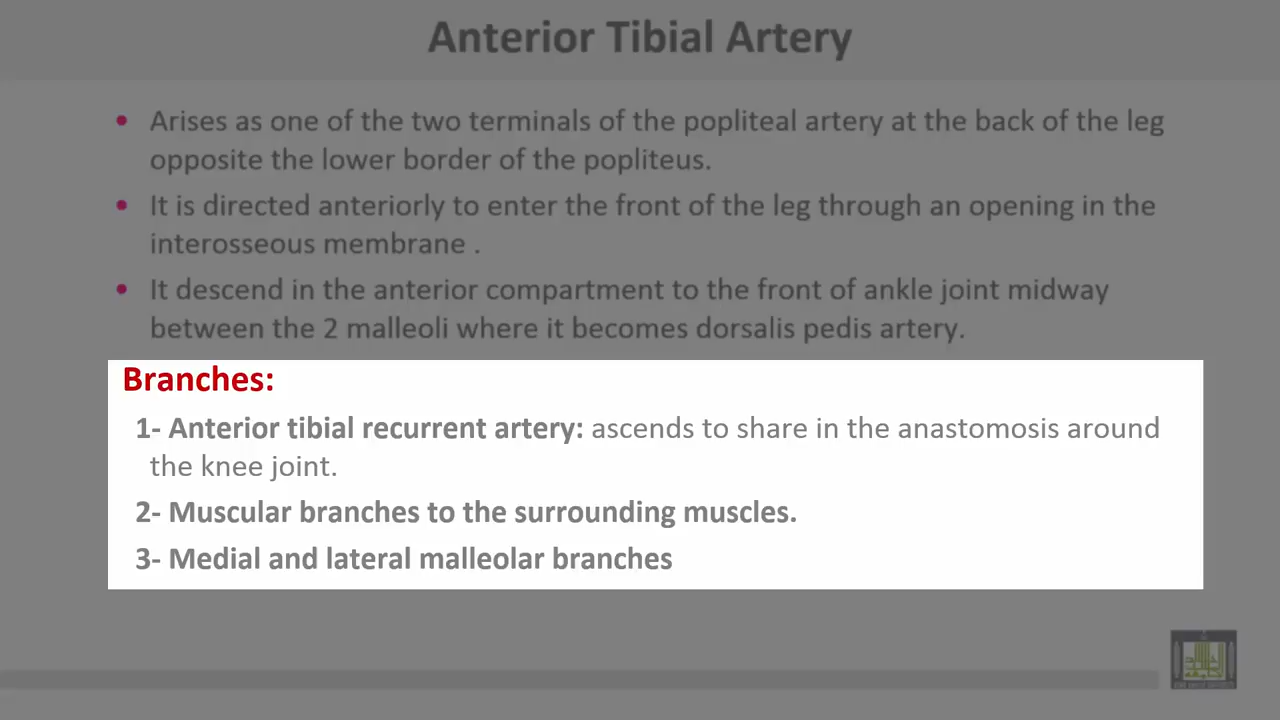 Anterior Tibial Artery
• Arises as one of the two terminals of the popliteal artery at the back of the leg
opposite the lower border of the popliteus.
• It is directed anteriorly to enter the front of the leg through an opening in the
interosseous membrane .
• It descend in the anterior compartment to the front of ankle joint midway
between the 2 malleoli where it becomes dorsalis pedis artery.
Branches:
1- Anterior tibial recurrent artery: ascends to share in the anastomosis around
the knee joint.
2- Muscular branches to the surrounding muscles.
3- Medial and lateral malleolar branches